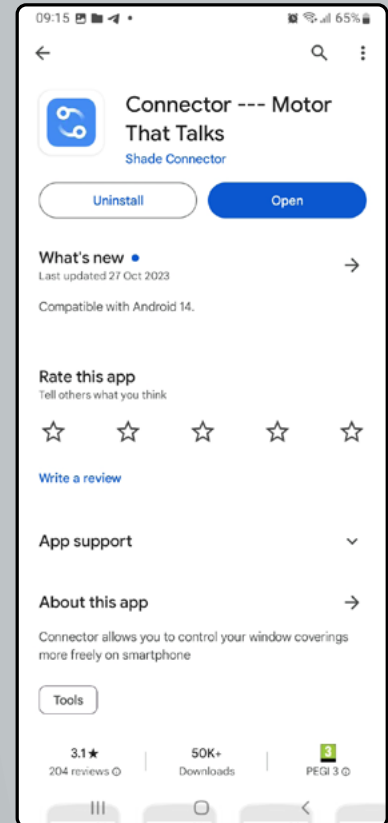 09:15
65%
Connector --- Motor
That Talks
Shade Connector
Uninstall
Open
What's new
Last updated 27 Oct 2023
Compatible with Android 14.
Rate this app
Tell others what you think
Write a review
App support
About this app
Connector allows you to control your window coverings
more freely on smartphone
Tools
3.1★ 50K+ 3
204 reviews Downloads PEGI 3